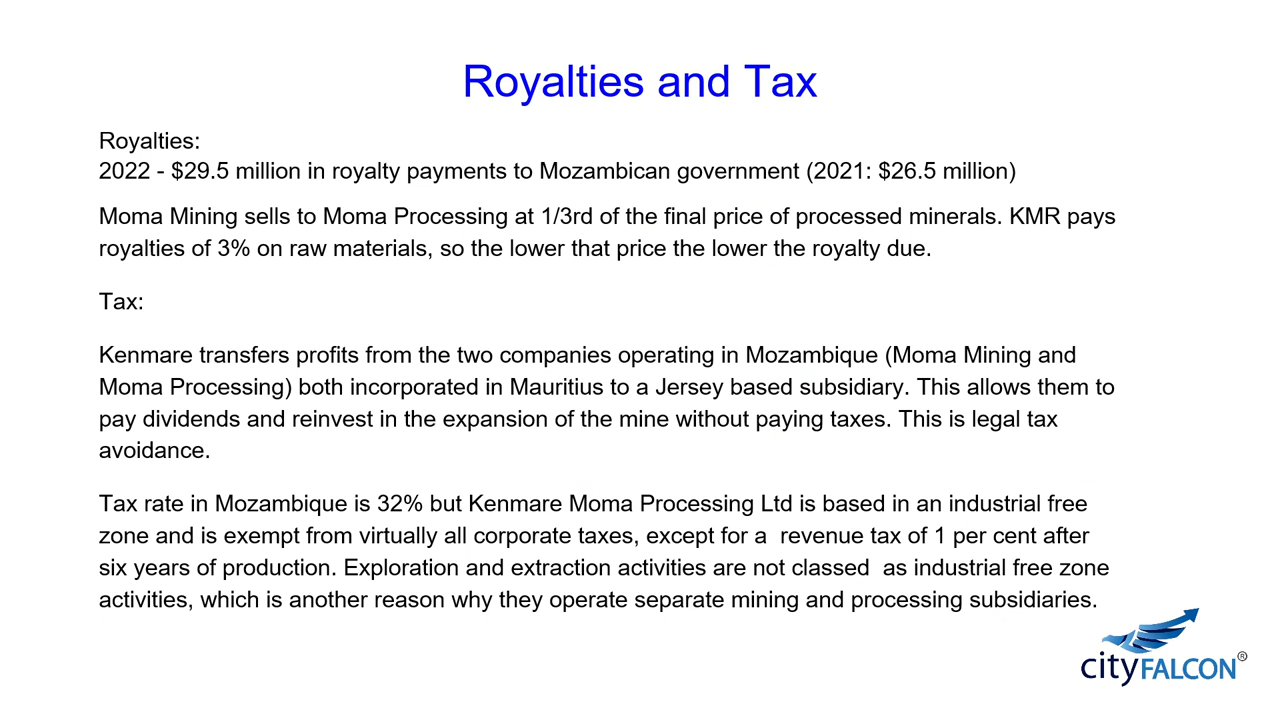 Royalties and Tax
Royalties:
2022 - $29.5 million in royalty payments to Mozambican government (2021: $26.5 million)
Moma Mining sells to Moma Processing at 1/3rd of the final price of processed minerals. KMR pays
royalties of 3% on raw materials, so the lower that price the lower the royalty due.
Tax:
Kenmare transfers profits from the two companies operating in Mozambique (Moma Mining and
Moma Processing) both incorporated in Mauritius to a Jersey based subsidiary. This allows them to
pay dividends and reinvest in the expansion of the mine without paying taxes. This is legal tax
avoidance.
Tax rate in Mozambique is 32% but Kenmare Moma Processing Ltd is based in an industrial free
zone and is exempt from virtually all corporate taxes, except for a  revenue tax of 1 per cent after
six years of production. Exploration and extraction activities are not classed  as industrial free zone
activities, which is another reason why they operate separate mining and processing subsidiaries.
cityFALCON®